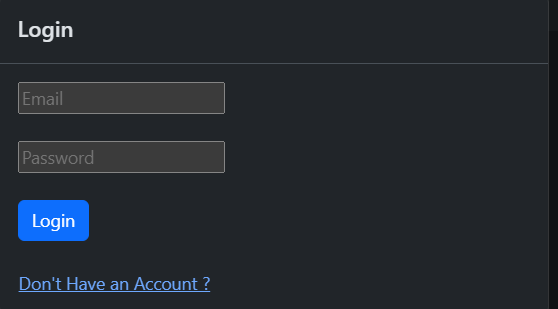 Login
Email
Password
Login
Don't Have an Account ?